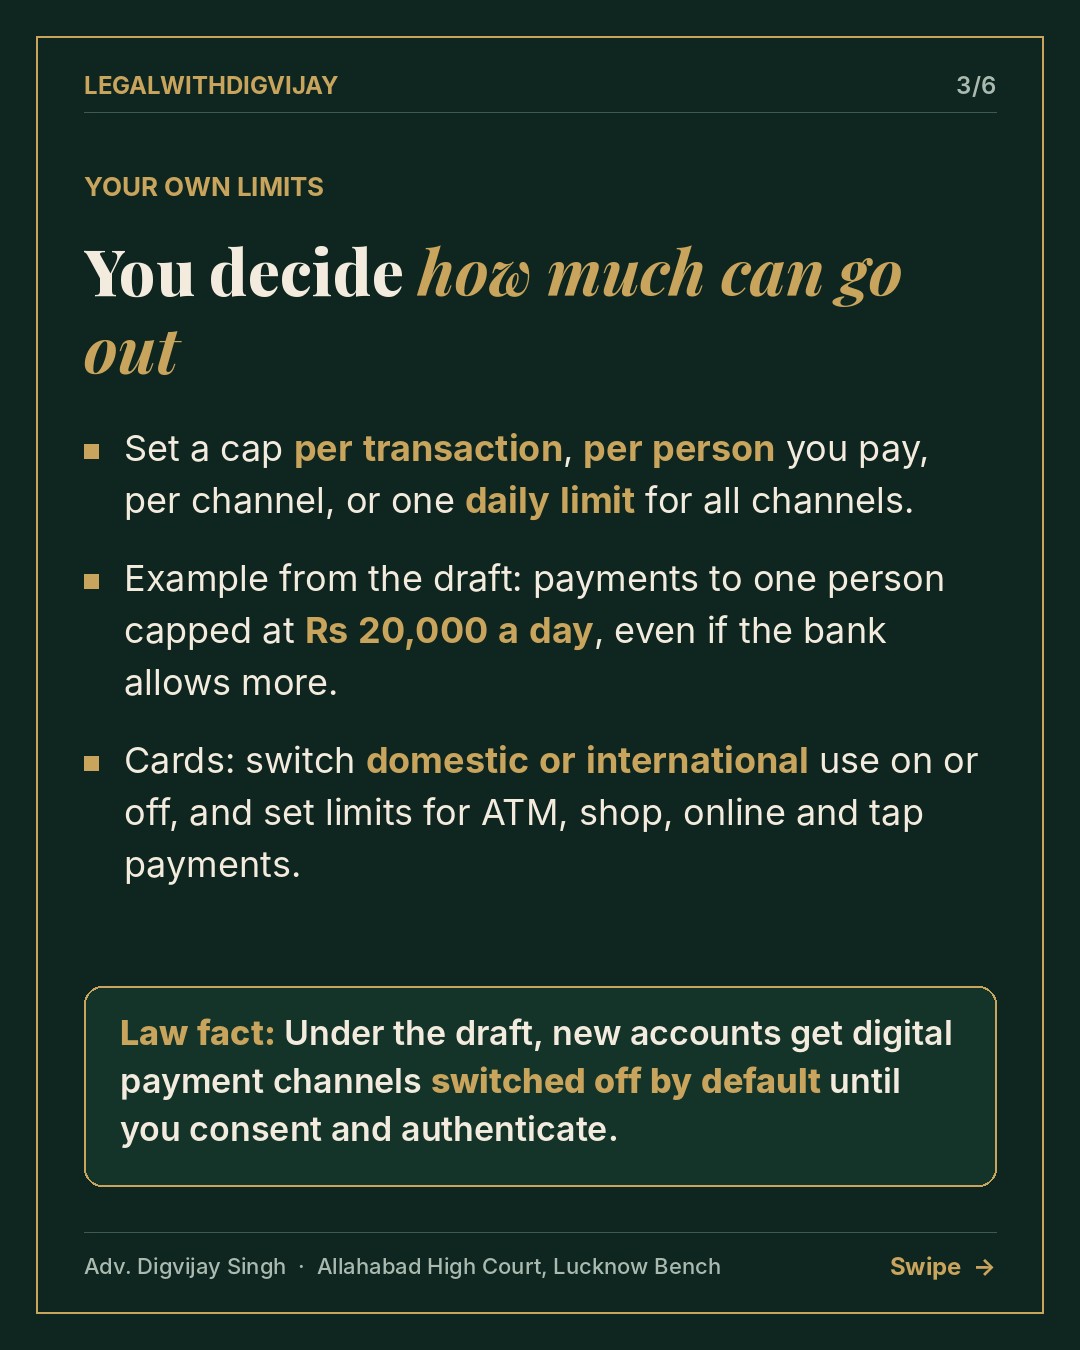 LEGALWITHDIGVIJAY
3/6
YOUR OWN LIMITS
You decide how much can go
out
Set a cap per transaction, per person you pay,
per channel, or one daily limit for all channels.
Example from the draft: payments to one person
capped at Rs 20,000 a day, even if the bank
allows more.
Cards: switch domestic or international use on or
off, and set limits for ATM, shop, online and tap
payments.
Law fact: Under the draft, new accounts get digital
payment channels switched off by default until
you consent and authenticate.
Adv. Digvijay Singh · Allahabad High Court, Lucknow Bench
Swipe →